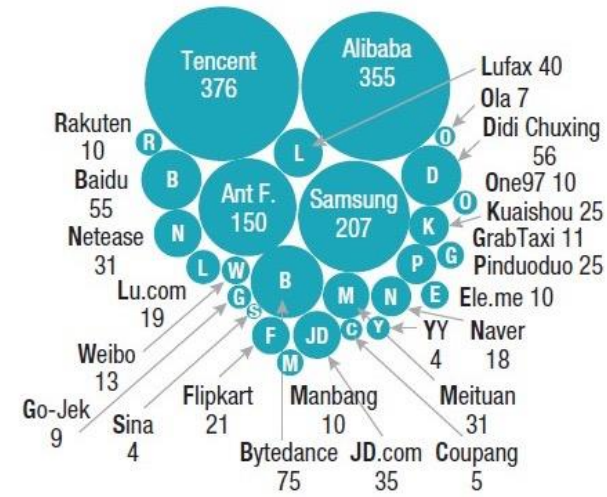 Tencent
376
Alibaba
355
Lufax 40
Ola 7
Didi Chuxing
56
One97 10
Kuaishou 25
GrabTaxi 11
Pinduoduo 25
Ele.me 10
Rakuten
10
Baidu
55
Netease
31
Lu.com
19
Weibo
13
Go-Jek
9
Sina
4
Flipkart
21
Bytedance
75
Manbang
10
JD.com
35
Coupang
5
Meituan
31
YY
4
Naver
18
Ant F.
150
Samsung
207
R
L
O
B
D
O
N
K
L
W
B
P
G
G
M
N
E
S
F
JD
C
Y
M